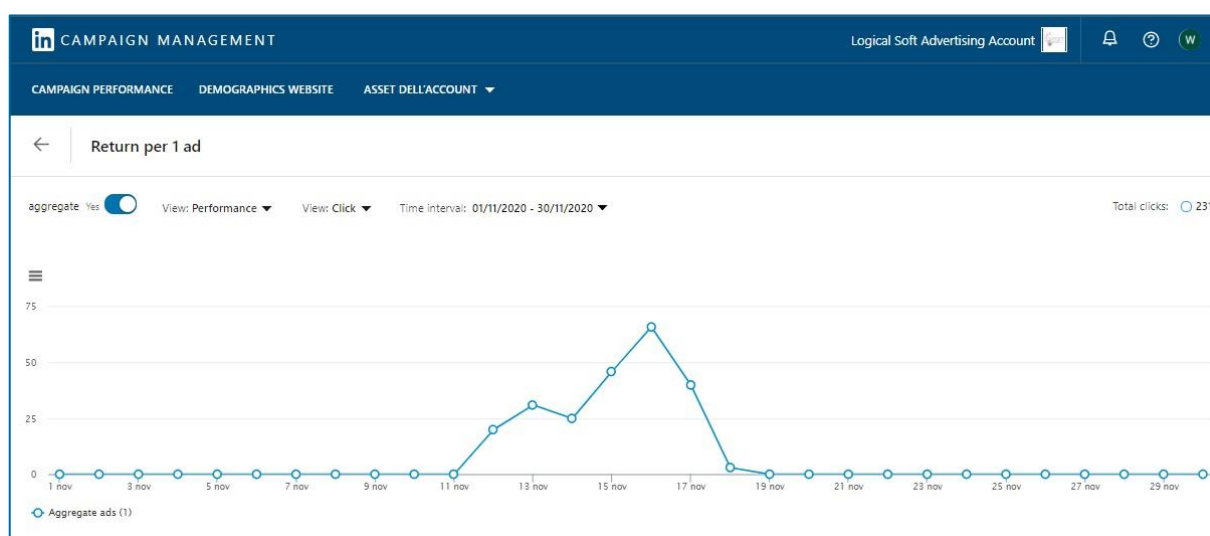 in CAMPAIGN MANAGEMENT Logical Soft Advertising Account W
CAMPAIGN PERFORMANCE DEMOGRAPHICS WEBSITE ASSET DELL'ACCOUNT
Return per 1 ad
aggregate Yes View: Performance View: Click Time interval: 01/11/2020 - 30/11/2020 Total clicks: 231
75
50
25
0
1 nov 3 nov 5 nov 7 nov 9 nov 11 nov 13 nov 15 nov 17 nov 19 nov 21 nov 23 nov 25 nov 27 nov 29 nov
Aggregate ads (1)